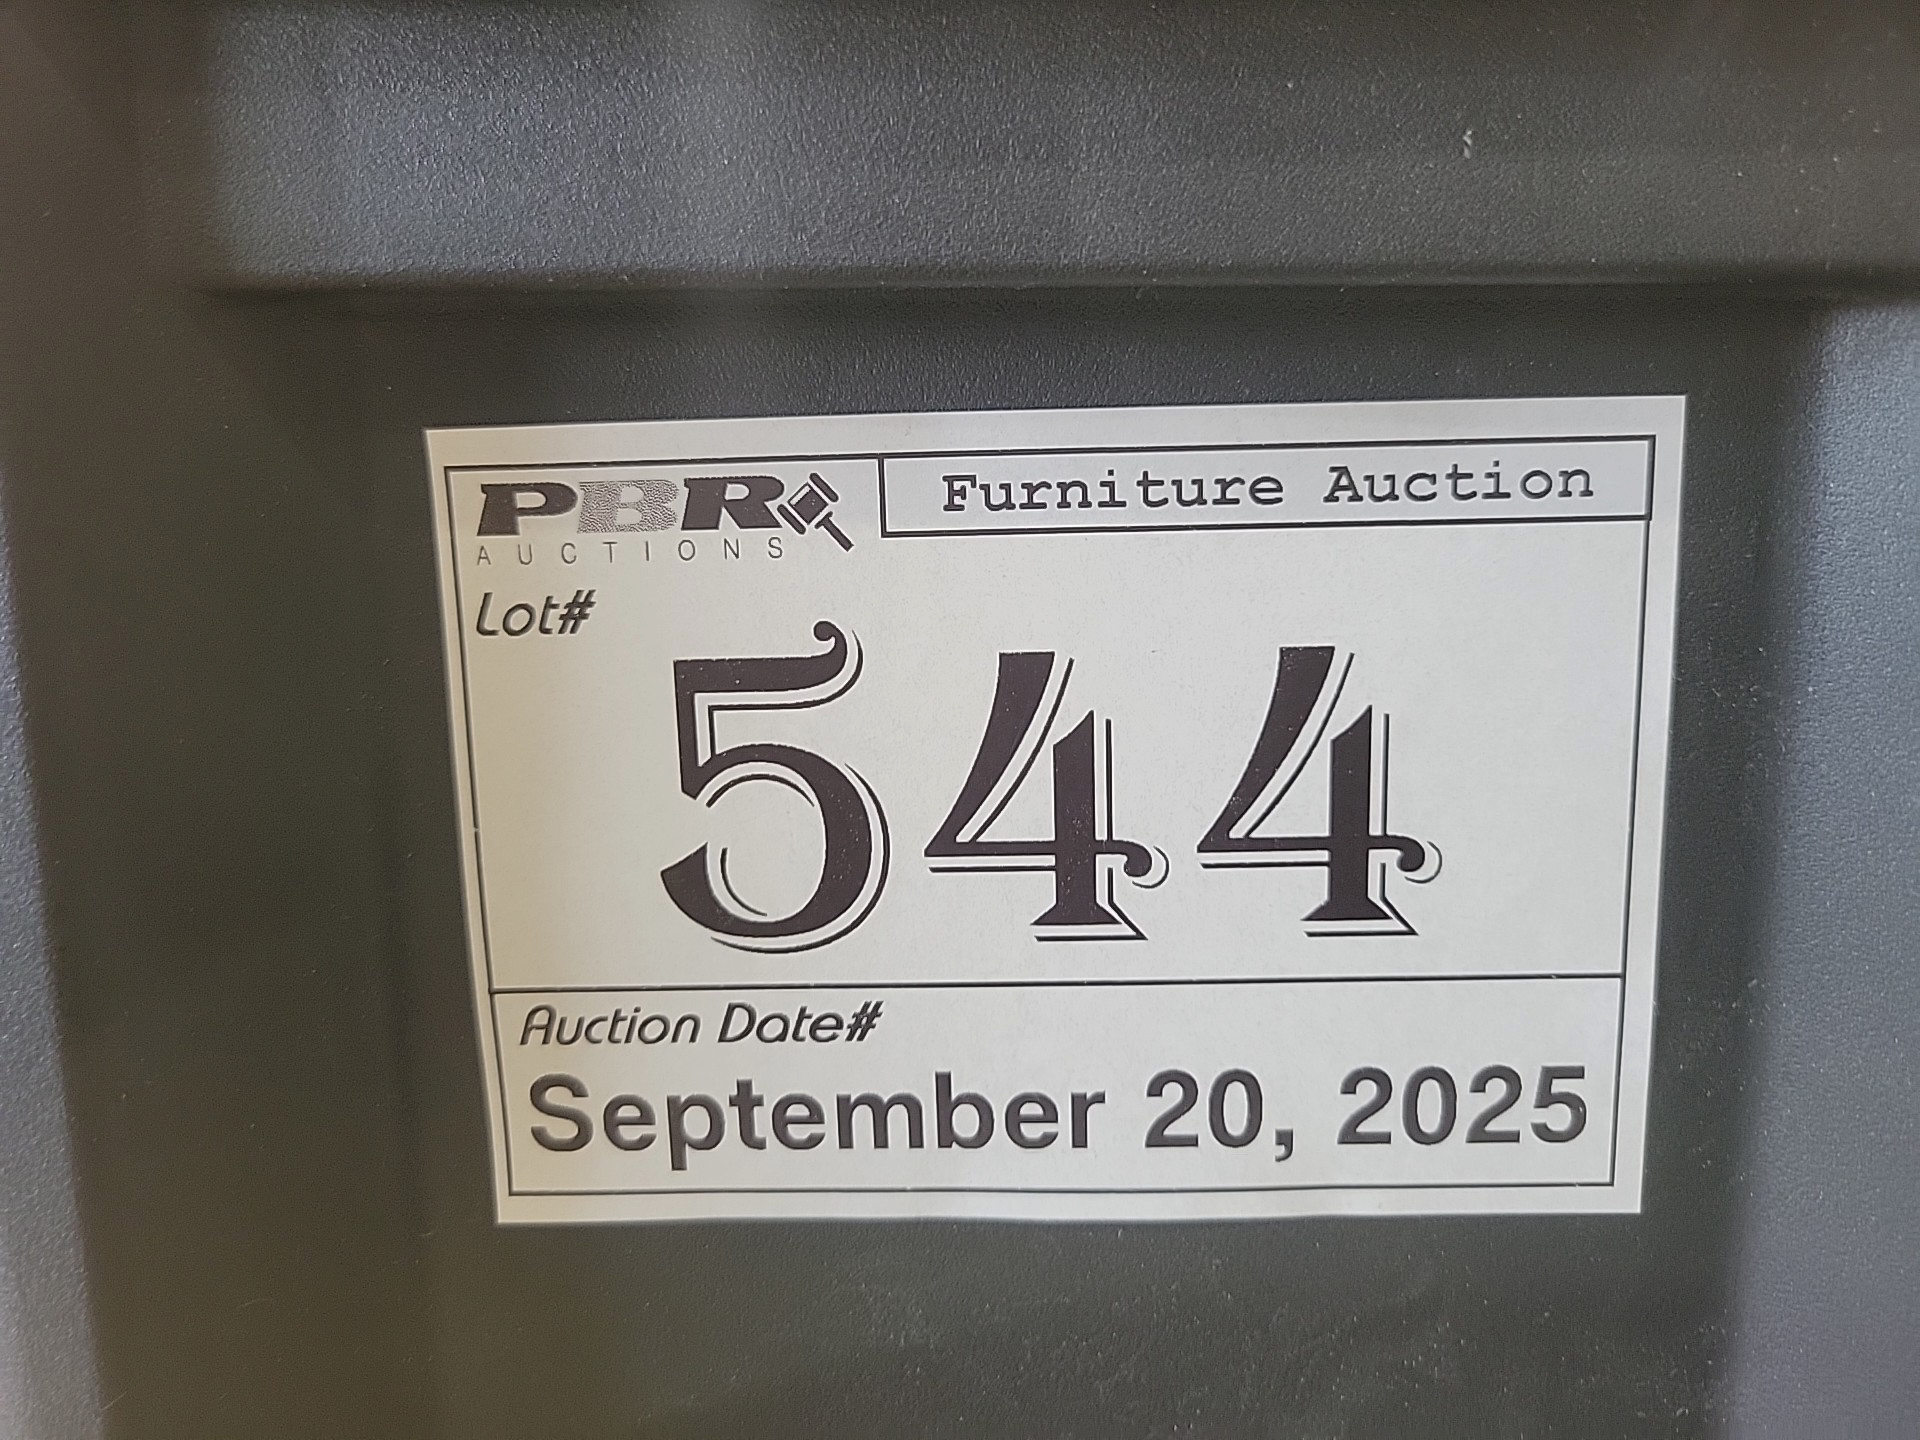 PBR
AUCTIONS
Furniture Auction
Lot#
544
Auction Date#
September 20, 2025